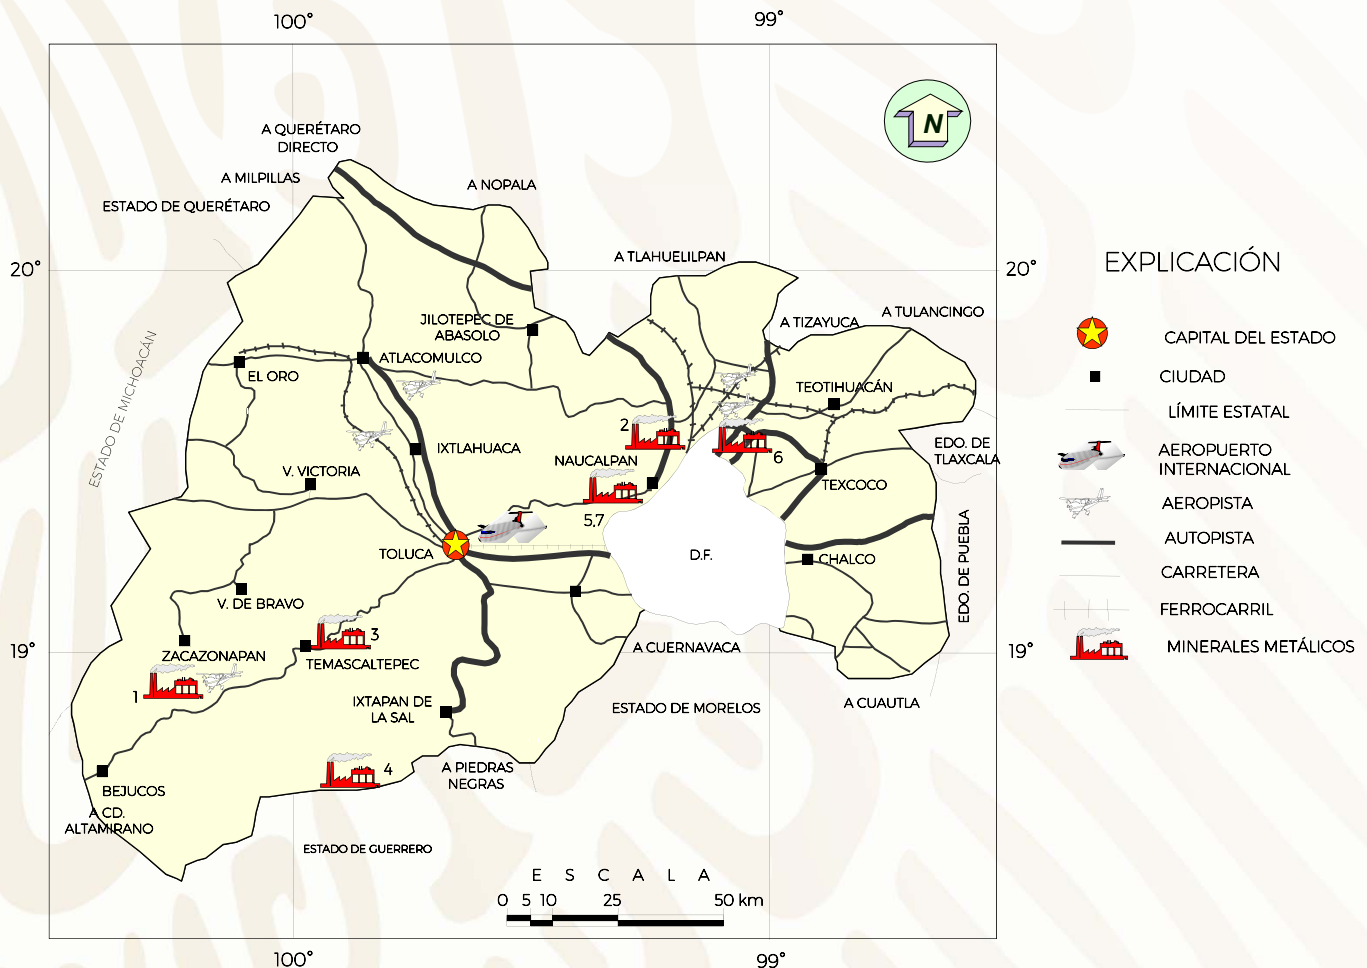 100°
99°
A QUERÉTARO
DIRECTO
A MILPILLAS
A NOPALA
ESTADO DE QUERÉTARO
N
20°
20°
A TLAHUELILPAN
EXPLICACIÓN
A TULANCINGO
A TIZAYUCA
JILOTEPEC DE
ABASOLO
CAPITAL DEL ESTADO
ATLACOMULCO
EL ORO
CIUDAD
TEOTIHUACÁN
LÍMITE ESTATAL
ESTADO DE MICHOACÁN
2
6
IXTLAHUACA
EDO. DE
TLAXCALA
AEROPUERTO
INTERNACIONAL
NAUCALPAN
V. VICTORIA
TEXCOCO
AEROPISTA
5,7
AUTOPISTA
TOLUCA
D.F.
CHALCO
EDO. DE PUEBLA
CARRETERA
V. DE BRAVO
FERROCARRIL
3
ZACAZONAPAN
TEMASCALTEPEC
A CUERNAVACA
MINERALES METÁLICOS
19°
19°
1
IXTAPAN DE
LA SAL
ESTADO DE MORELOS
A CUAUTLA
4
A PIEDRAS
NEGRAS
BEJUCOS
A CD.
ALTAMIRANO
ESTADO DE GUERRERO
E S C A L A
0 5 10 25 50 km
100°
99°